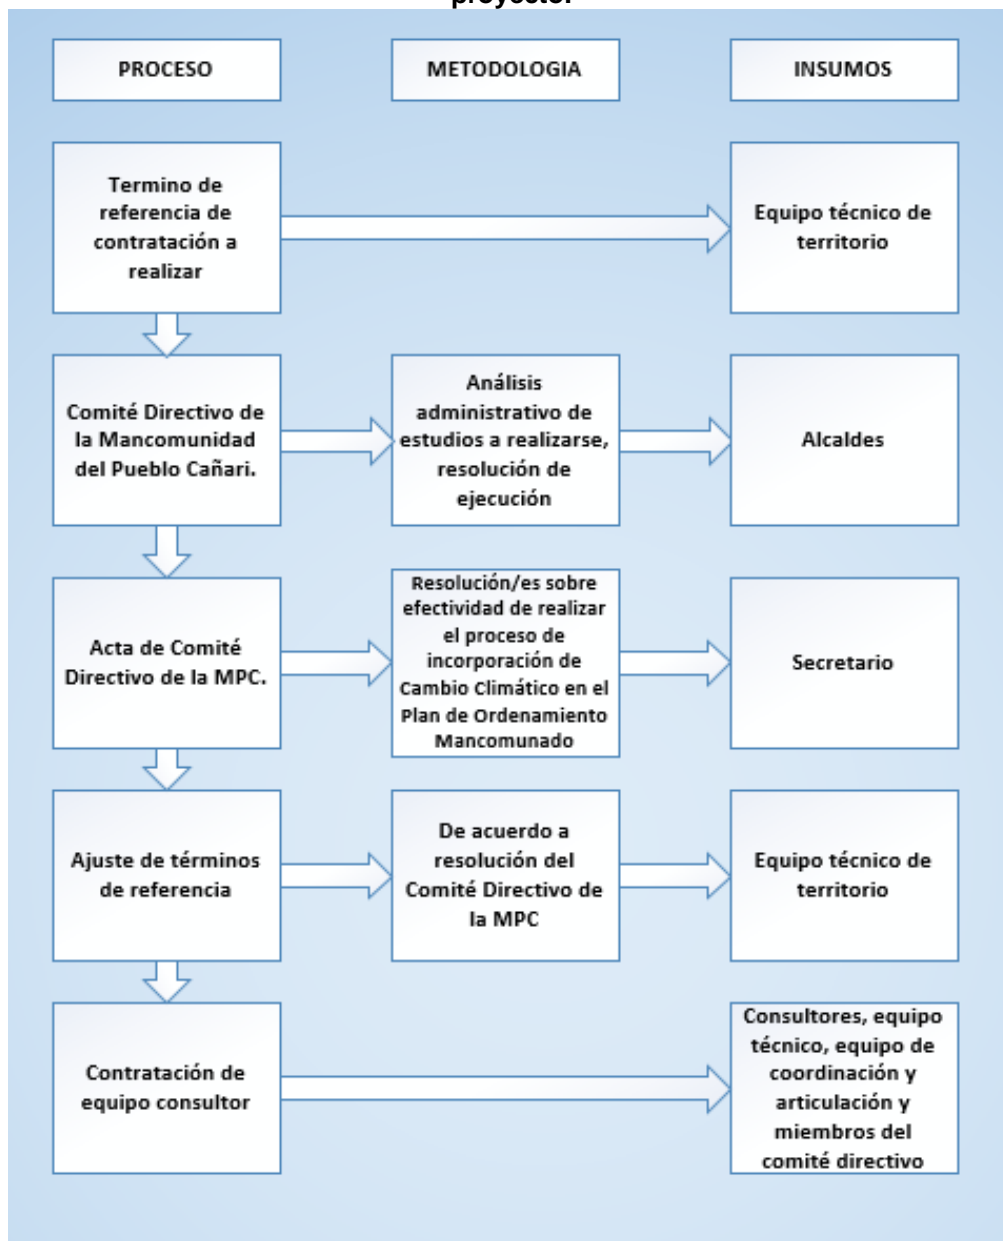 proyecto.
PROCESO
METODOLOGIA
INSUMOS
Termino de
referencia de
contratación a
realizar
Equipo técnico de
territorio
Comité Directivo de
la Mancomunidad
del Pueblo Cañari.
Análisis
administrativo de
estudios a realizarse,
resolución de
ejecución
Alcaldes
Acta de Comité
Directivo de la MPC.
Resolución/es sobre
efectividad de realizar
el proceso de
incorporación de
Cambio Climático en el
Plan de Ordenamiento
Mancomunado
Secretario
Ajuste de términos
de referencia
De acuerdo a
resolución del
Comité Directivo de
la MPC
Equipo técnico de
territorio
Contratación de
equipo consultor
Consultores, equipo
técnico, equipo de
coordinación y
articulación y
miembros del
comité directivo